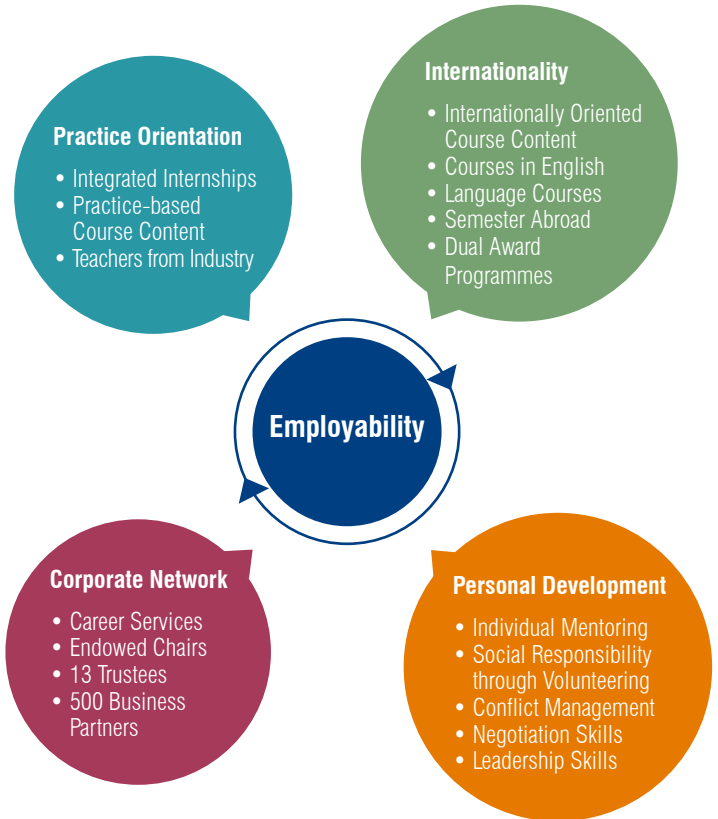 Practice Orientation
• Integrated Internships
• Practice-based
Course Content
• Teachers from Industry
Internationality
• Internationally Oriented
Course Content
• Courses in English
• Language Courses
• Semester Abroad
• Dual Award
Programmes
Employability
Corporate Network
• Career Services
• Endowed Chairs
• 13 Trustees
• 500 Business
Partners
Personal Development
• Individual Mentoring
• Social Responsibility
through Volunteering
• Conflict Management
• Negotiation Skills
• Leadership Skills